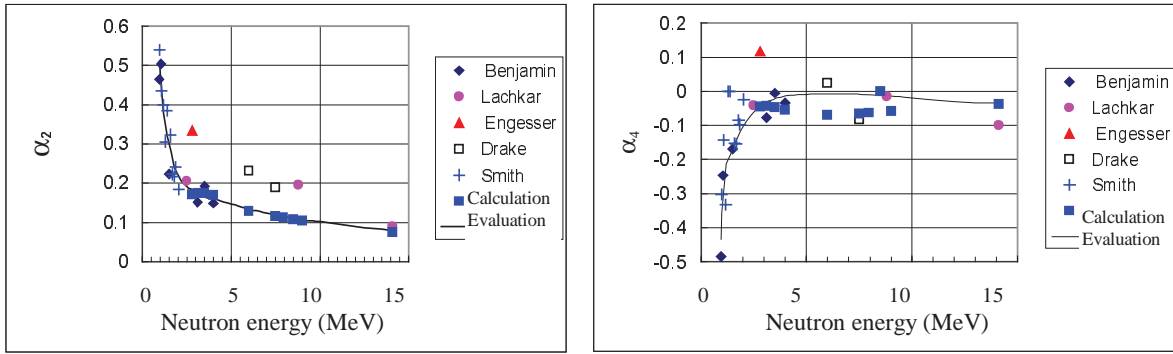 0.6
0.5
0.4
0.3
0.2
0.1
0
α2
0 5 10 15
Neutron energy (MeV)
Benjamin
Lachkar
Engesser
Drake
Smith
Calculation
Evaluation
0.2
0.1
0
-0.1
-0.2
-0.3
-0.4
-0.5
α4
0 5 10 15
Neutron energy (MeV)
Benjamin
Lachkar
Engesser
Drake
Smith
Calculation
Evaluation